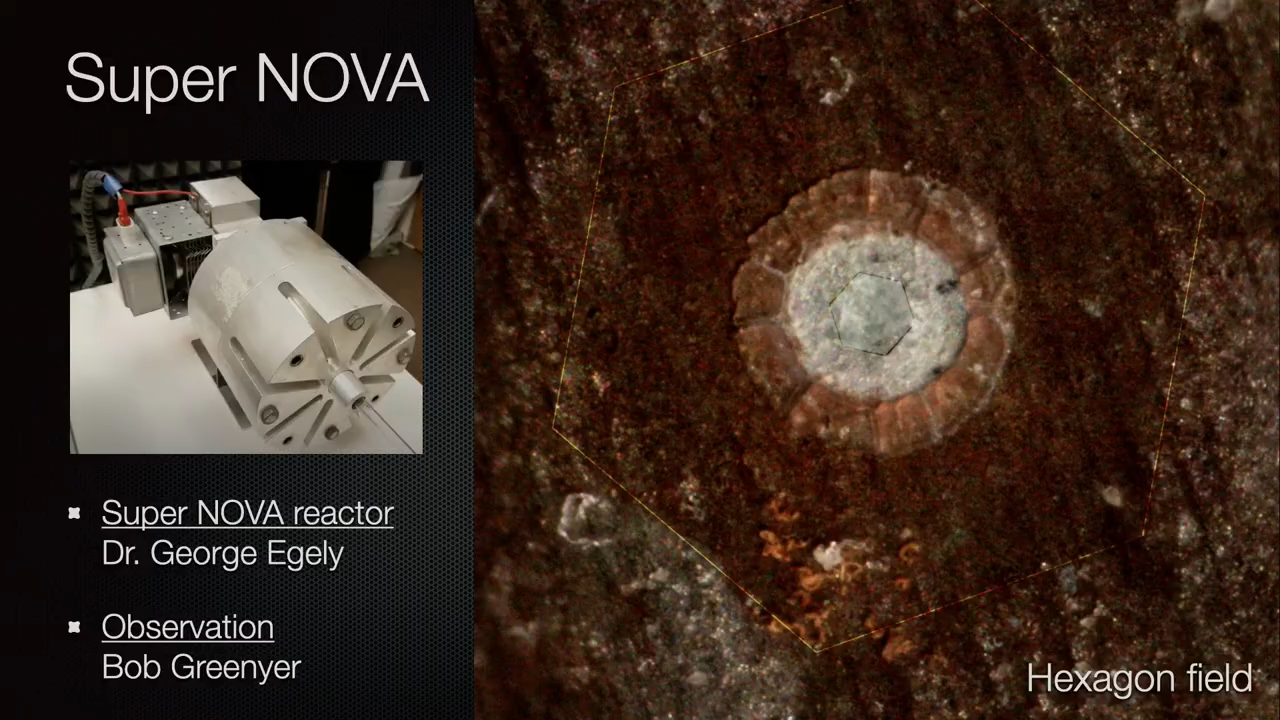 Super NOVA
Super NOVA reactor
Dr. George Egely
Observation
Bob Greenyer
Hexagon field